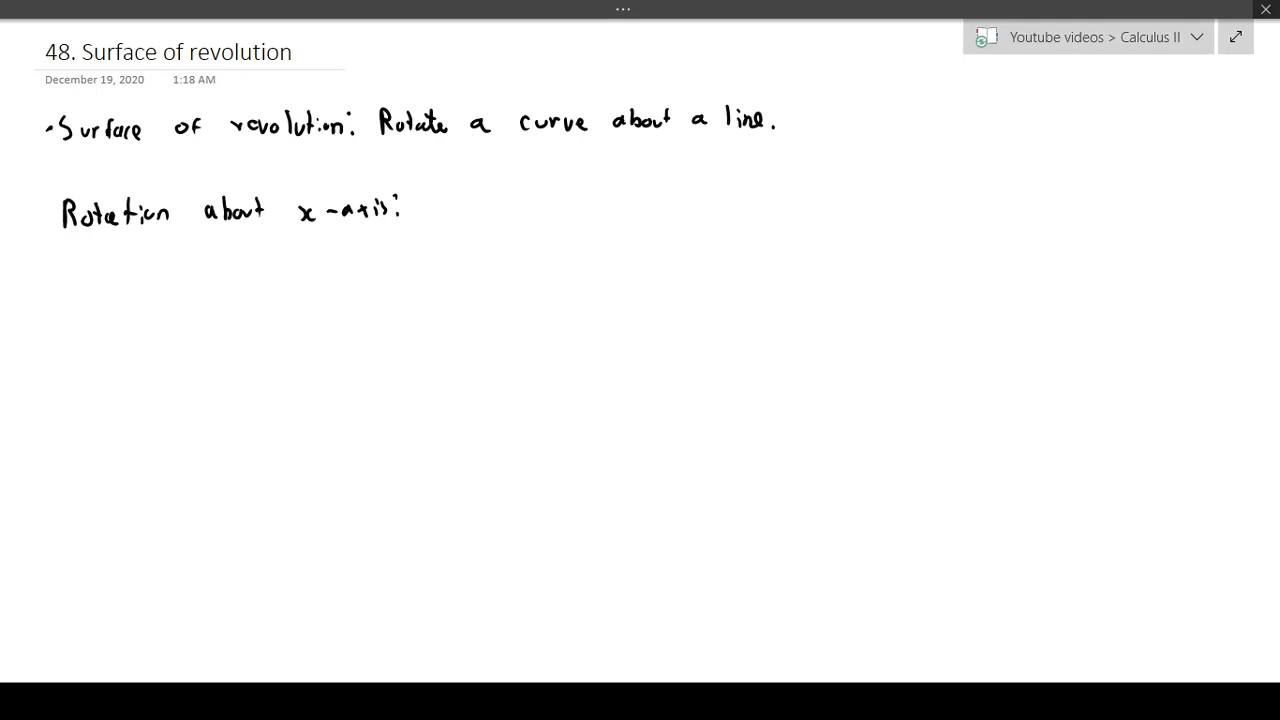 ...
Youtube videos > Calculus II
48. Surface of revolution
December 19, 2020 1:18 AM
• Surface of revolution: Rotate a curve about a line.
Rotation about x-axis: